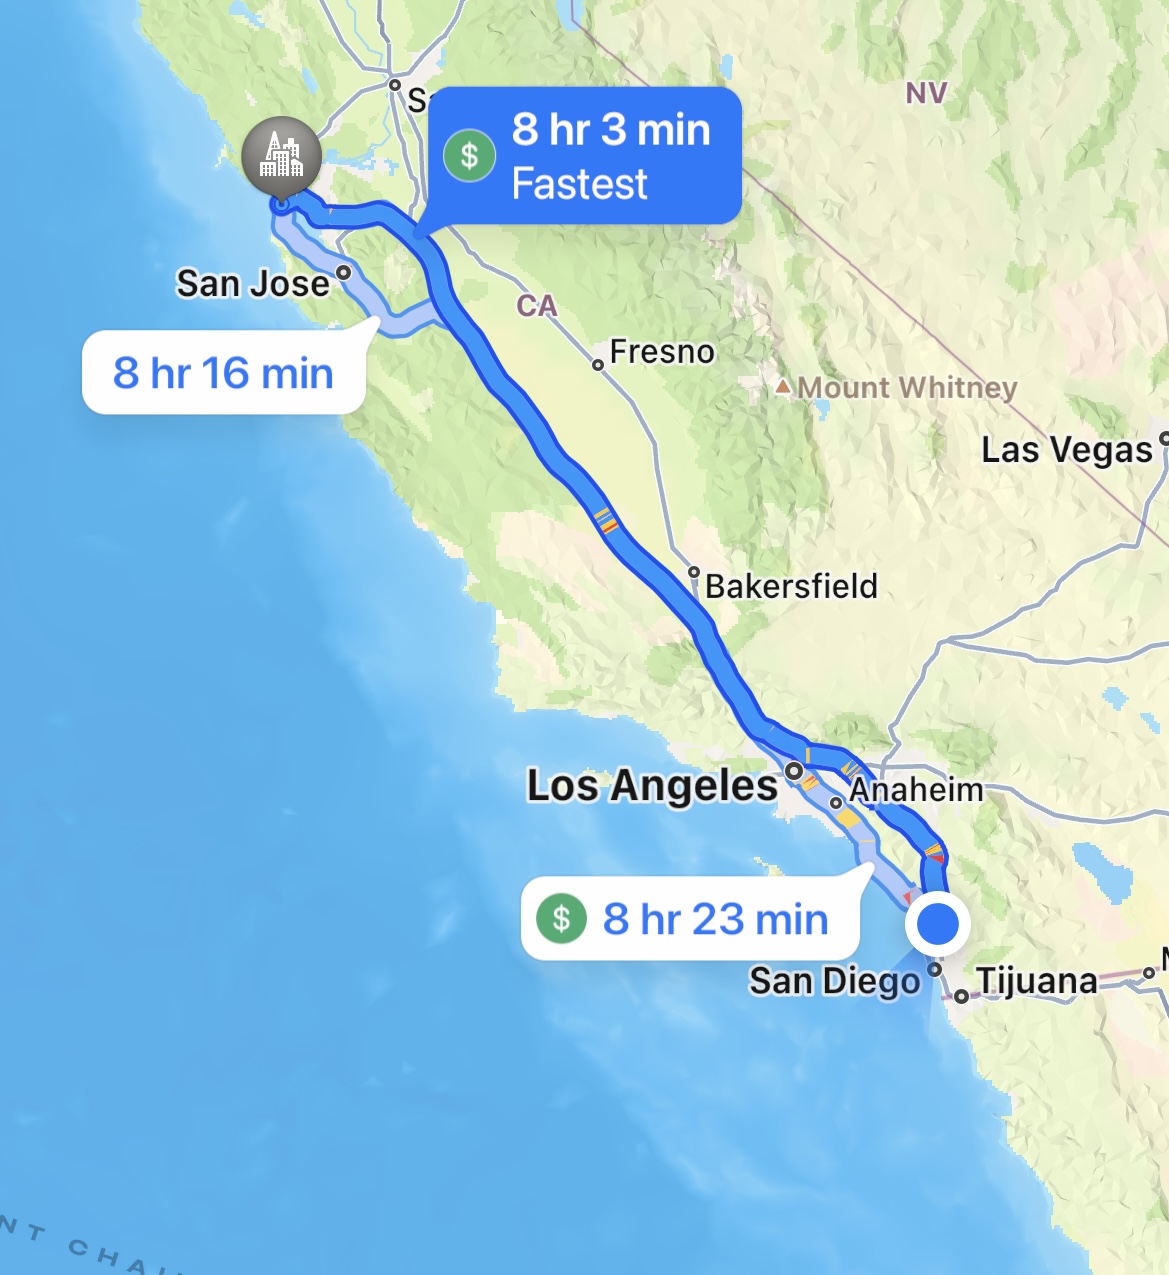 NV
Sa
$
8 hr 3 min
Fastest
San Jose
CA
8 hr 16 min
Fresno
Mount Whitney
Las Vegas
Bakersfield
Los Angeles
Anaheim
$ 8 hr 23 min
San Diego
Tijuana
M
NT CHA